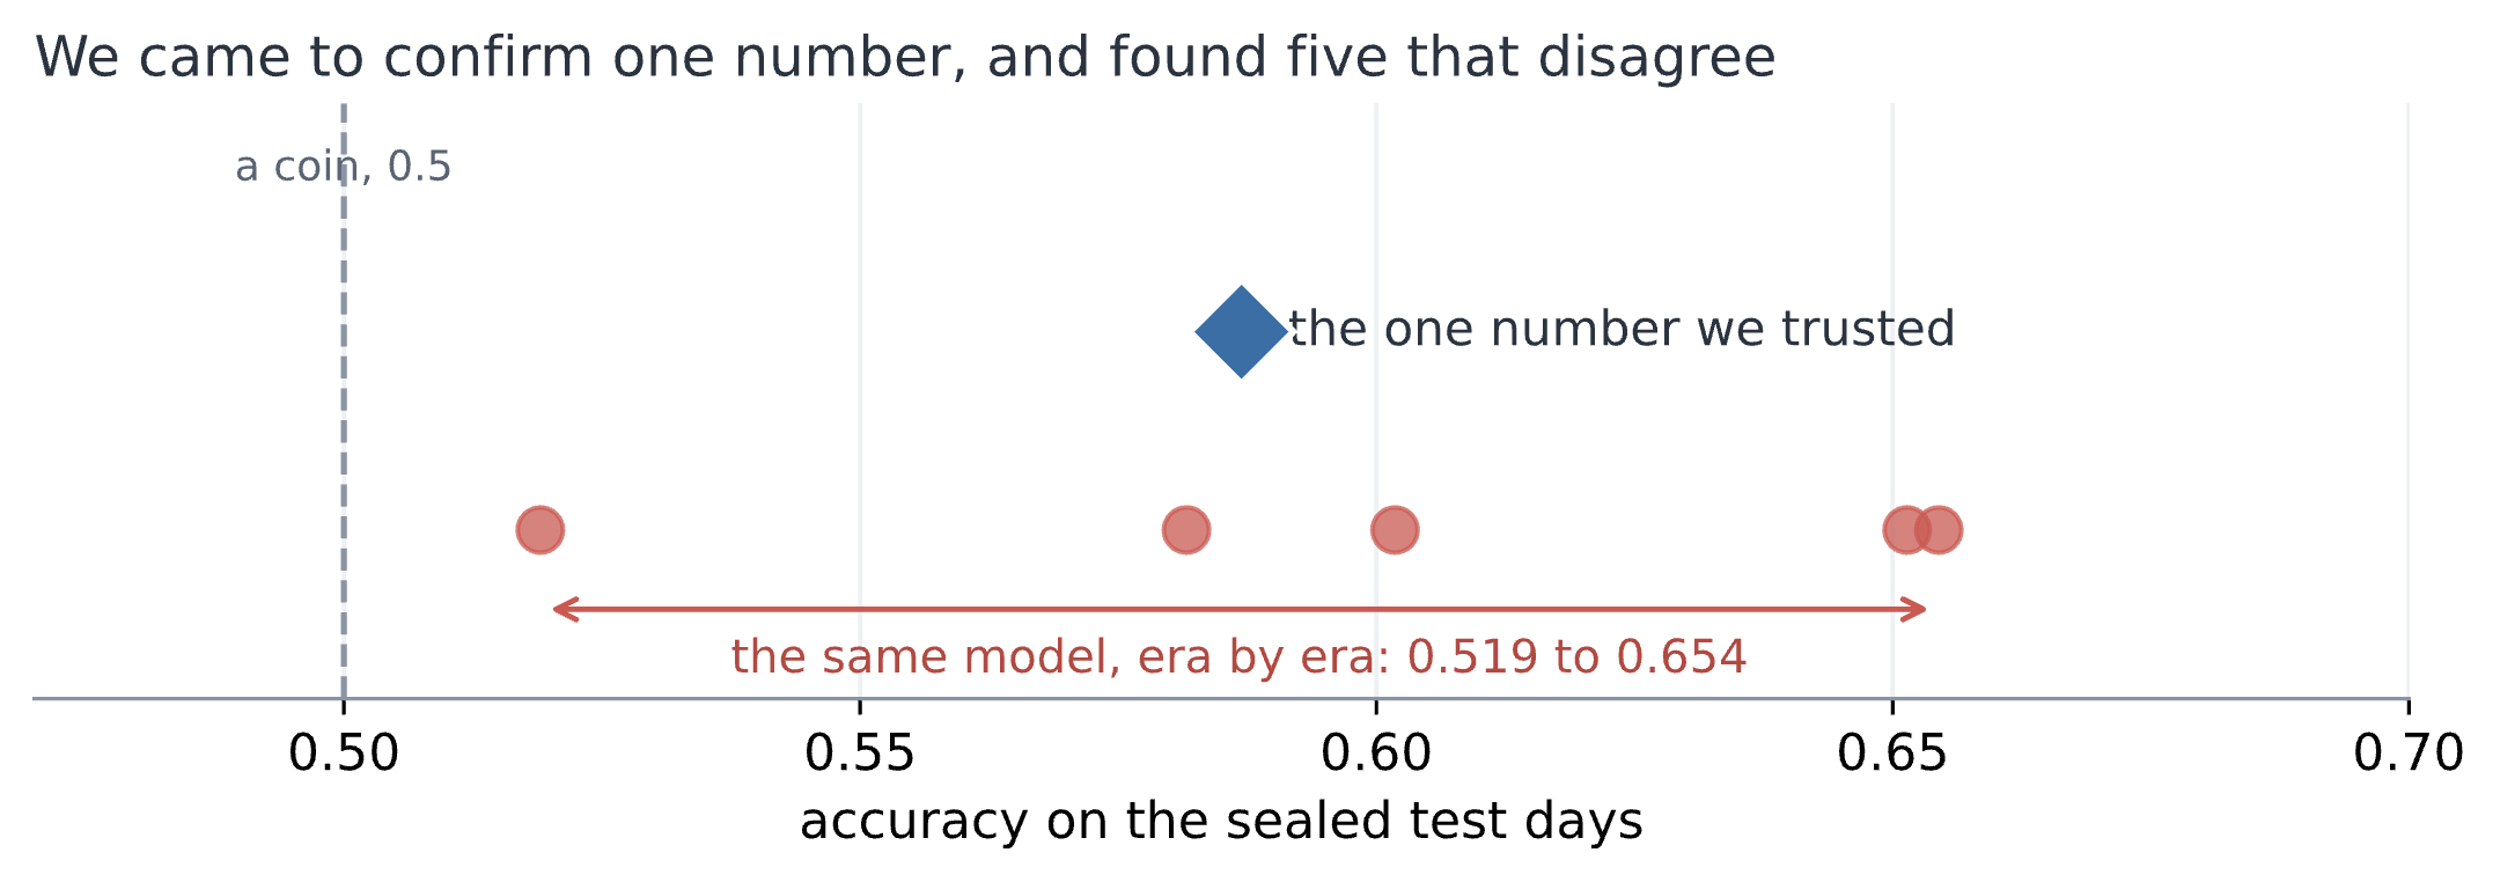 We came to confirm one number, and found five that disagree
a coin, 0.5
the one number we trusted
the same model, era by era: 0.519 to 0.654
0.50 0.55 0.60 0.65 0.70
accuracy on the sealed test days